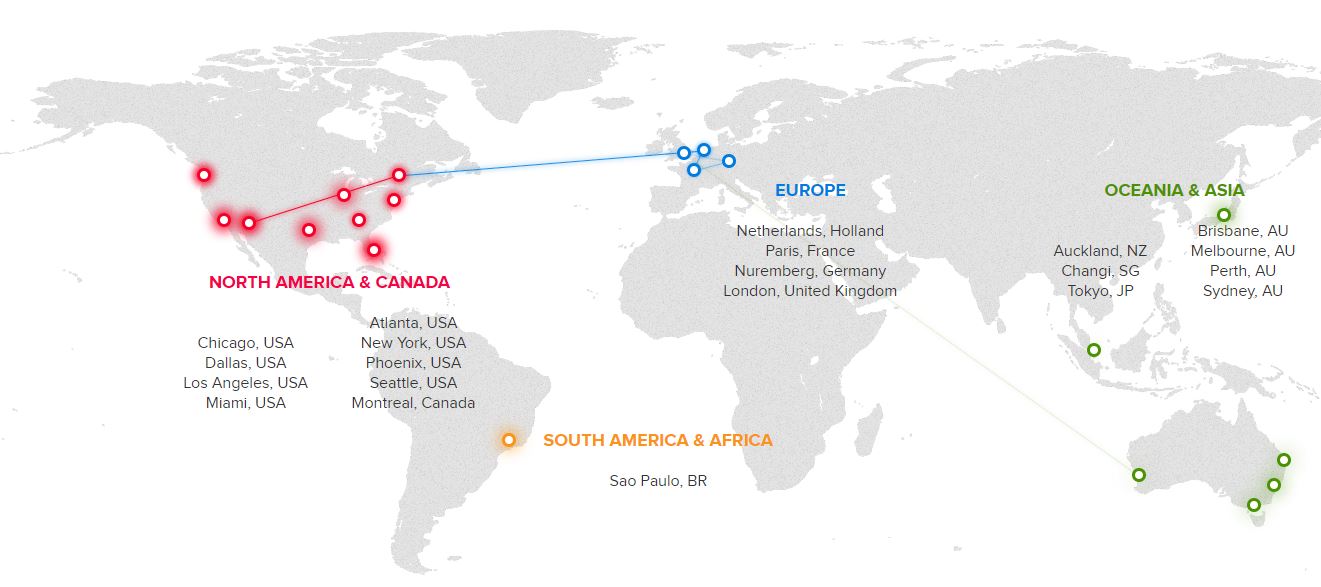 EUROPE
Netherlands, Holland
Paris, France
Nuremberg, Germany
London, United Kingdom
OCEANIA & ASIA
Auckland, NZ
Changi, SG
Tokyo, JP
Brisbane, AU
Melbourne, AU
Perth, AU
Sydney, AU
NORTH AMERICA & CANADA
Chicago, USA
Dallas, USA
Los Angeles, USA
Miami, USA
Atlanta, USA
New York, USA
Phoenix, USA
Seattle, USA
Montreal, Canada
SOUTH AMERICA & AFRICA
Sao Paulo, BR